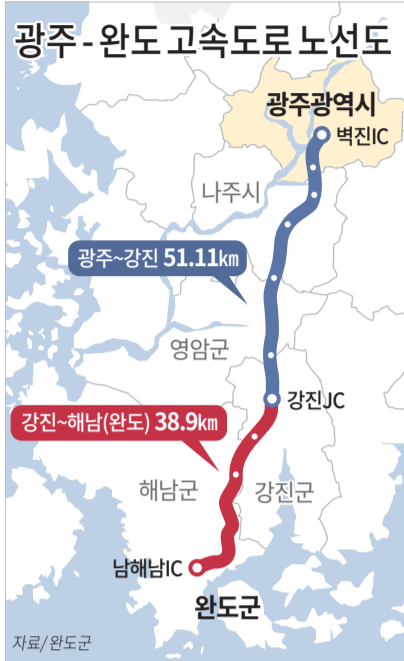 광주 - 완도 고속도로 노선도
광주광역시
벽진IC
나주시
광주~강진 51.11km
영암군
강진JC
강진~해남(완도) 38.9km
해남군
강진군
남해남IC
완도군
자료/완도군